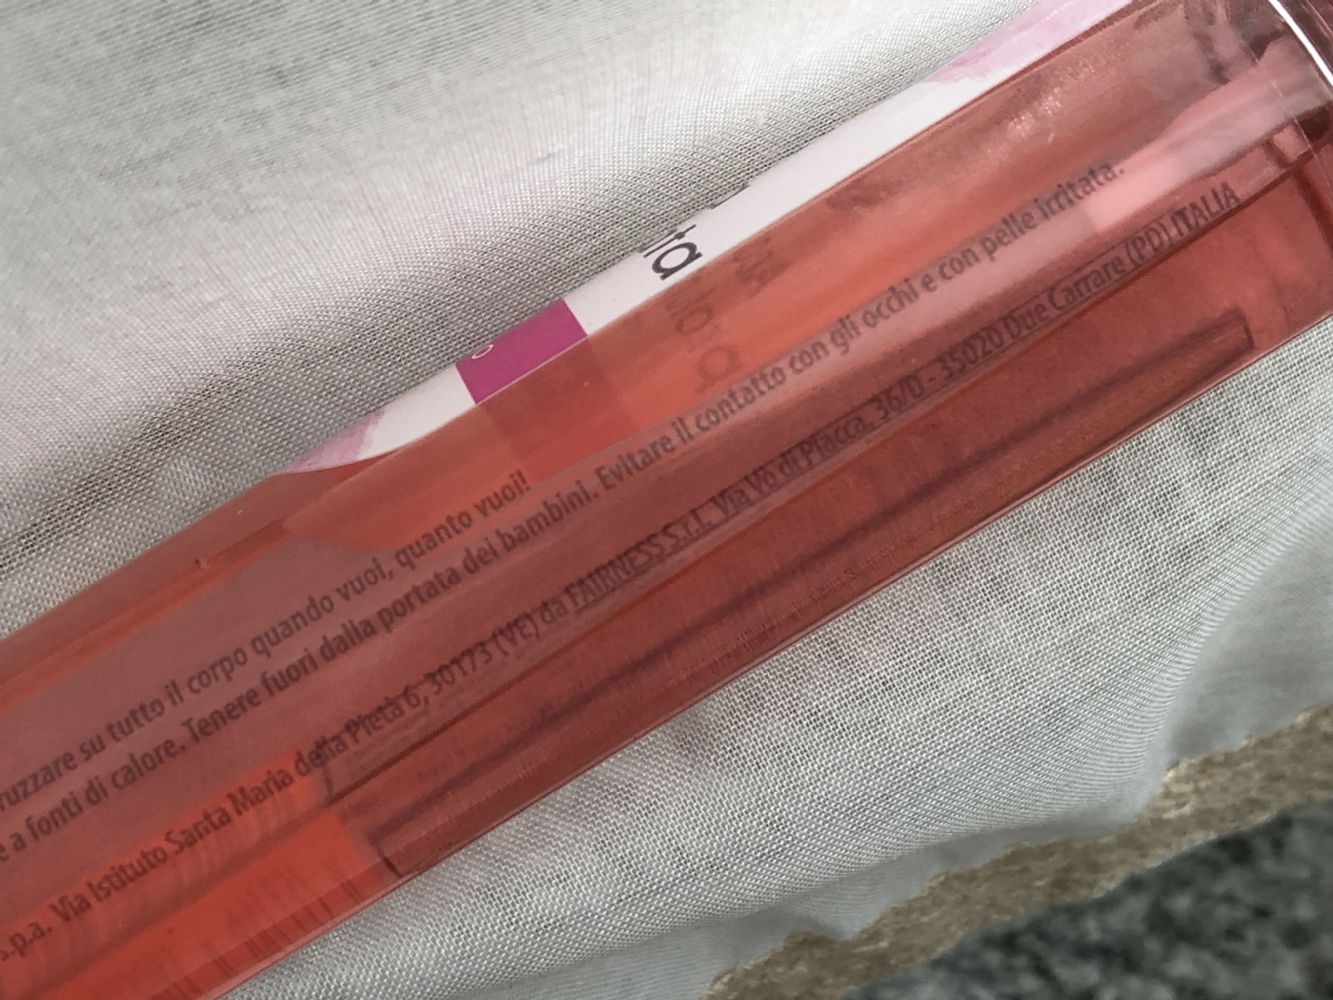 ruzzare su tutto il corpo quando vuoi, quanto vuoi!
e a fonti di calore. Tenere fuori dalla portata dei bambini. Evitare il contatto con gli occhi e con pelle irritata.
s.p.a. Via Istituto Santa Maria della Pietà 6, 30173 (VE) da FAIRNESS S.r.l. Via Vò di Placca, 36/D - 35020 Due Carrare (PD) ITALIA